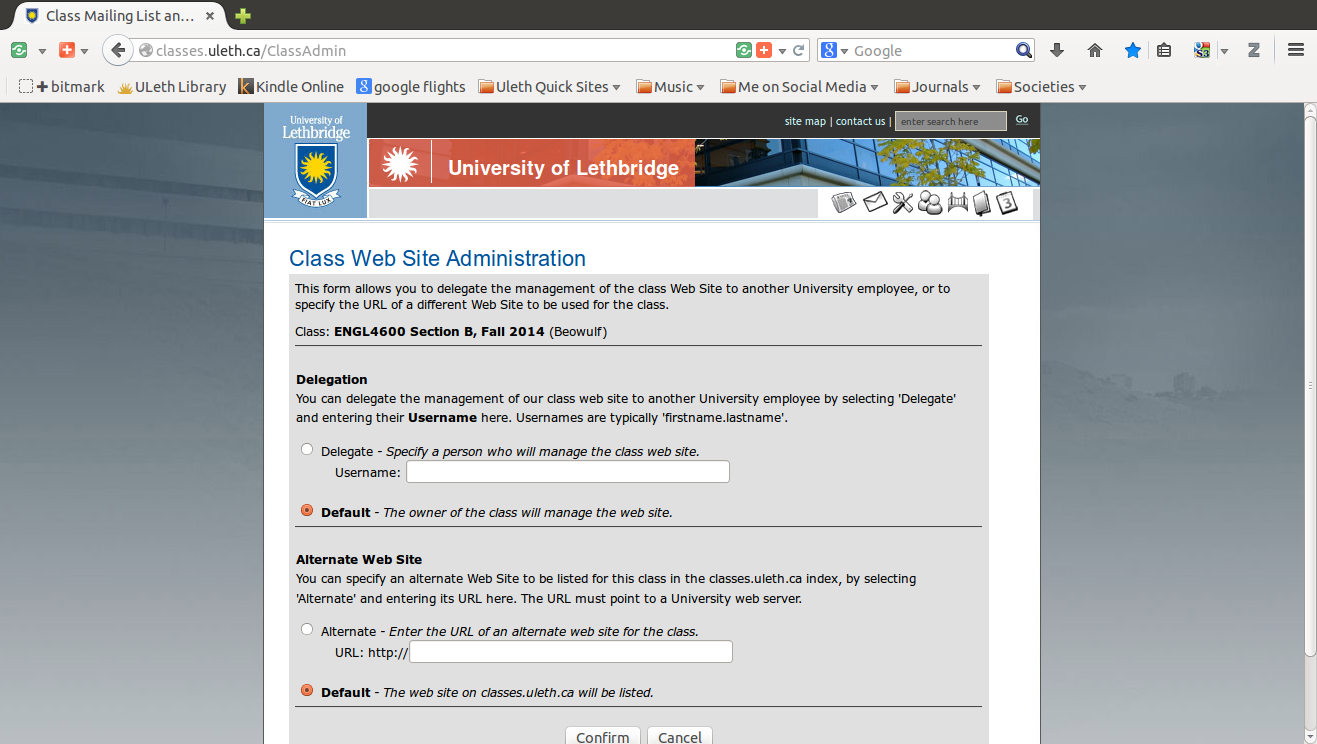 Class Mailing List an...
classes.uleth.ca/ClassAdmin
Google
bitmark ULeth Library Kindle Online google flights Uleth Quick Sites Music Me on Social Media Journals Societies
University of
Lethbridge
FIAT LUX
site map | contact us | enter search here Go
University of Lethbridge
3
Class Web Site Administration
This form allows you to delegate the management of the class Web Site to another University employee, or to
specify the URL of a different Web Site to be used for the class.
Class: ENGL4600 Section B, Fall 2014 (Beowulf)
Delegation
You can delegate the management of our class web site to another University employee by selecting 'Delegate'
and entering their Username here. Usernames are typically 'firstname.lastname'.
Delegate - Specify a person who will manage the class web site.
Username:
Default - The owner of the class will manage the web site.
Alternate Web Site
You can specify an alternate Web Site to be listed for this class in the classes.uleth.ca index, by selecting
'Alternate' and entering its URL here. The URL must point to a University web server.
Alternate - Enter the URL of an alternate web site for the class.
URL: http://
Default - The web site on classes.uleth.ca will be listed.
Confirm Cancel